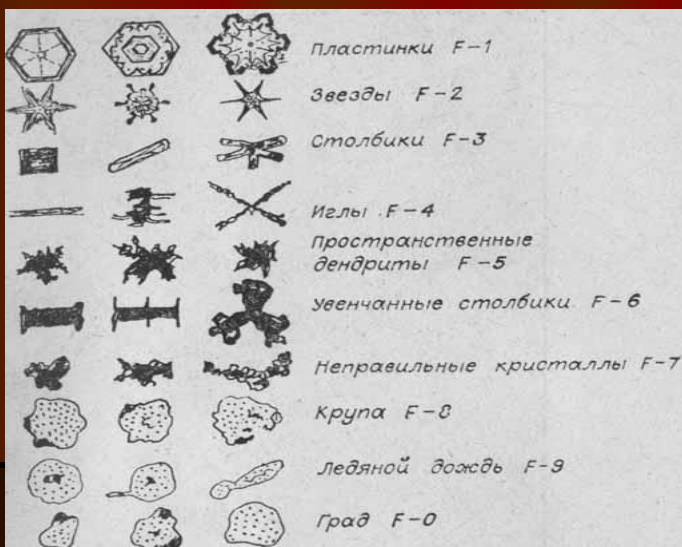 Пластинки F-1
Звезды F-2
Столбики F-3
Иглы F-4
Пространственные
дендриты F-5
Увенчанные столбики F-6
Неправильные кристаллы F-7
Крупа F-8
Ледяной дождь F-9
Град F-0